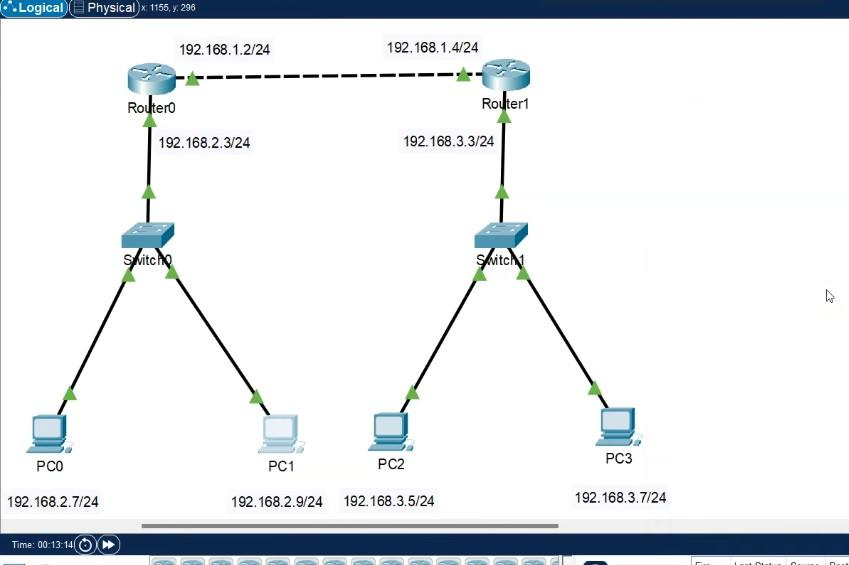 Logical Physical x: 1155, y: 296
192.168.1.2/24 192.168.1.4/24
Router0 Router1
192.168.2.3/24 192.168.3.3/24
Switch0 Switch1
PC0 PC1 PC2 PC3
192.168.2.7/24 192.168.2.9/24 192.168.3.5/24 192.168.3.7/24
Time: 00:13:14